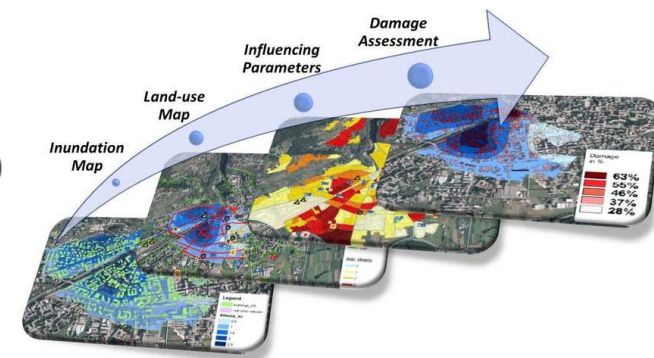 Damage
Assessment
Influencing
Parameters
Land-use
Map
Inundation
Map
Damage
in %
63%
55%
46%
37%
28%
Legend